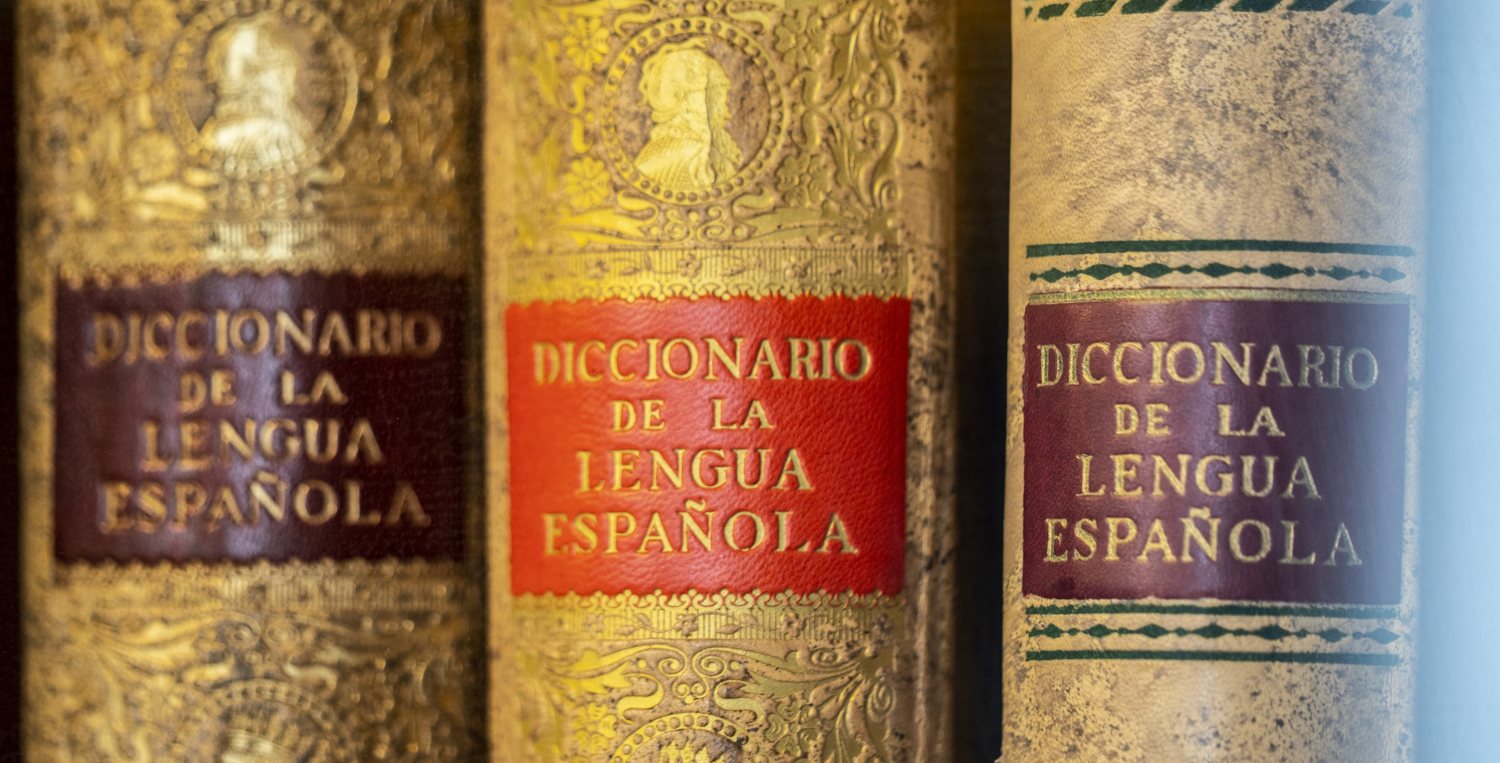 DICCIONARIO
DE LA
LENGUA
ESPAÑOLA
DICCIONARIO
DE LA
LENGUA
ESPAÑOLA
DICCIONARIO
DE LA
LENGUA
ESPAÑOLA